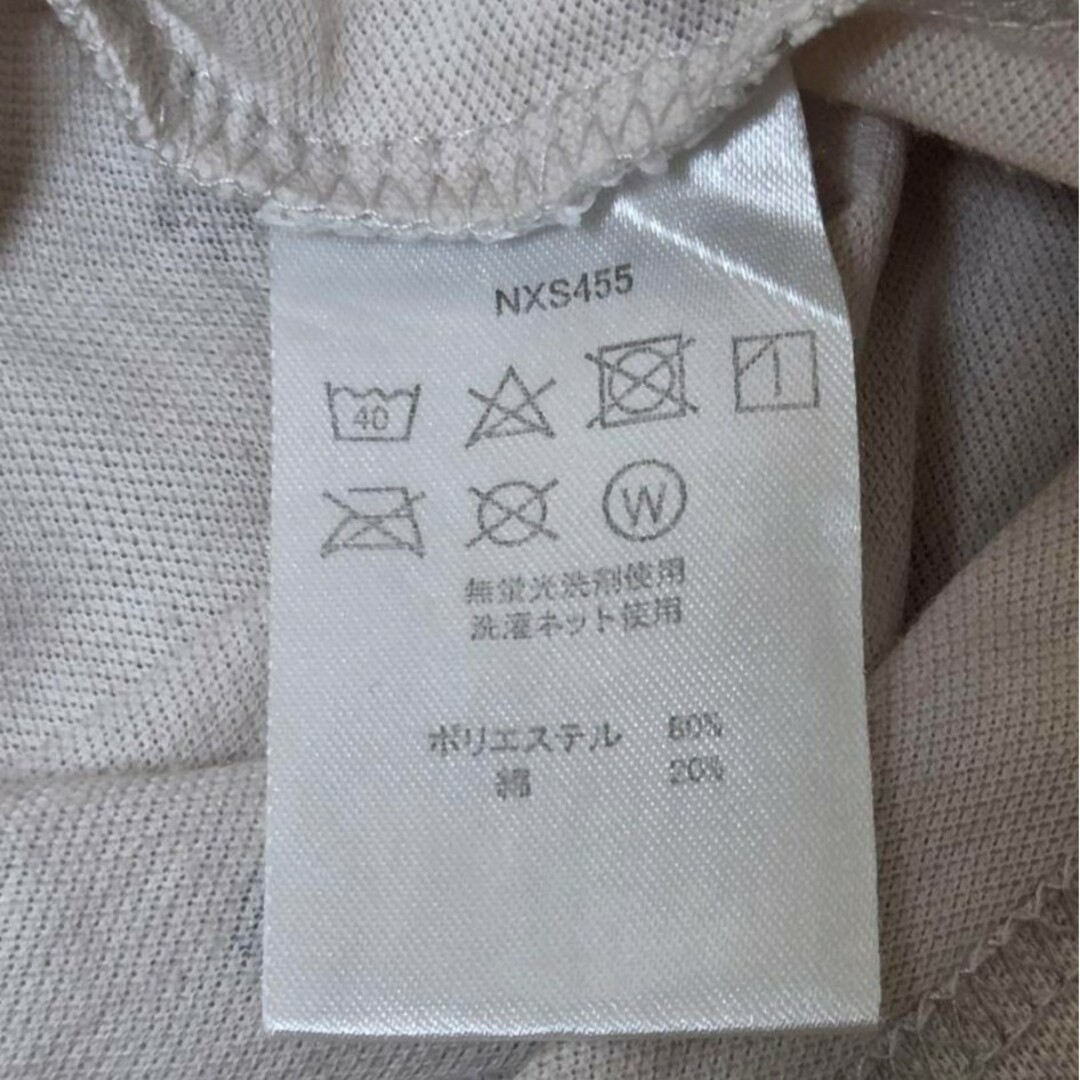 NXS455
40
W
無蛍光洗剤使用
洗濯ネット使用
ポリエステル 80%
綿 20%